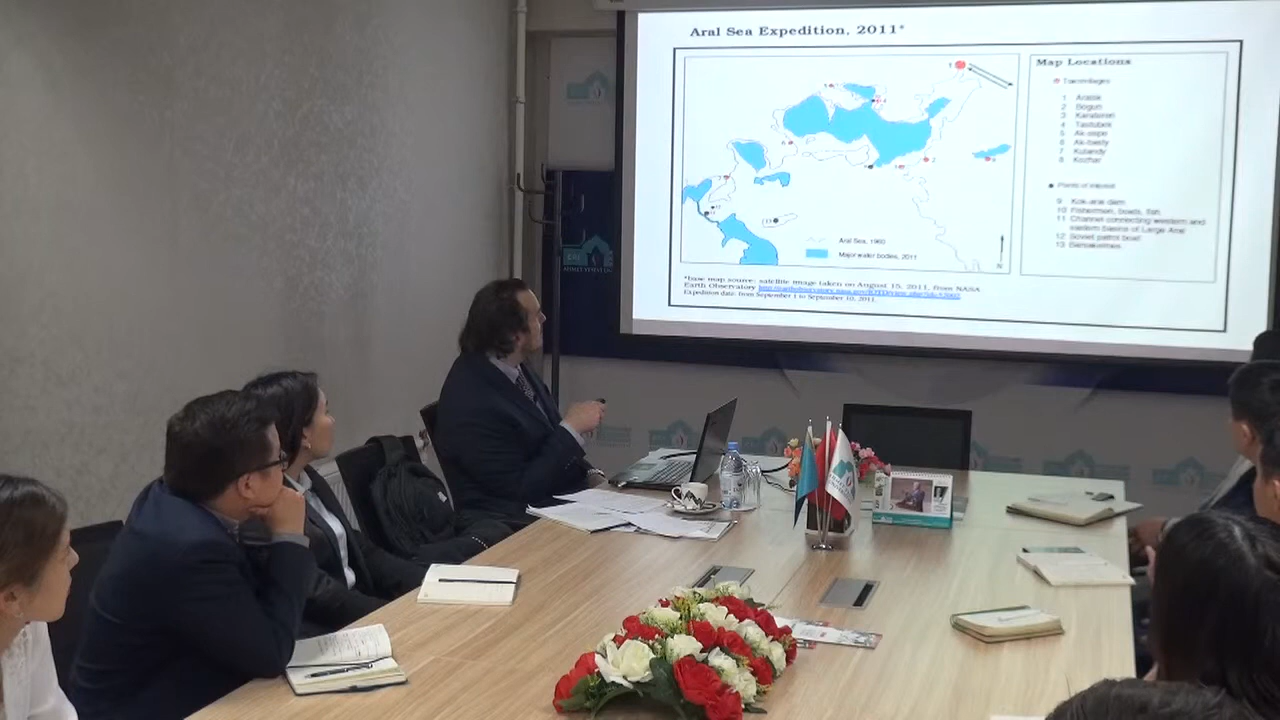 Aral Sea Expedition, 2011*
Map Locations
1 Aralsk
2 Bogun
3 Karateren
4 Tastubek
5 Ak-espe
6 Ak-basty
7 Kulandy
8 Kozhar
Points of interest
9 Kok-aral dam
10 Fishermen, boats, fish
11 Channel connecting western and
eastern basins of Large Aral
12 Soviet patrol boat
13 Barsakelmes
Aral Sea, 1960
Major water bodies, 2011
N
*Base map source: satellite image taken on August 15, 2011, from NASA
Earth Observatory
Expedition date: from September 1 to September 10, 2011.